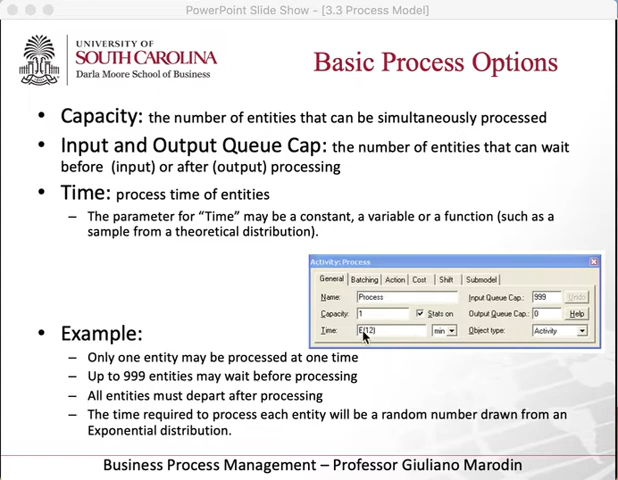 PowerPoint Slide Show - [3.3 Process Model]
UNIVERSITY OF
SOUTH CAROLINA
Darla Moore School of Business
Basic Process Options
• Capacity: the number of entities that can be simultaneously processed
• Input and Output Queue Cap: the number of entities that can wait
before (input) or after (output) processing
• Time: process time of entities
– The parameter for “Time” may be a constant, a variable or a function (such as a
sample from a theoretical distribution).
Activity: Process
General Batching Action Cost Shift Submodel
Name: Process Input Queue Cap.: 999 Undo
Capacity: 1 Stats on Output Queue Cap.: 0 Help
Time: E(12) min Object type: Activity
• Example:
– Only one entity may be processed at one time
– Up to 999 entities may wait before processing
– All entities must depart after processing
– The time required to process each entity will be a random number drawn from an
Exponential distribution.
Business Process Management – Professor Giuliano Marodin